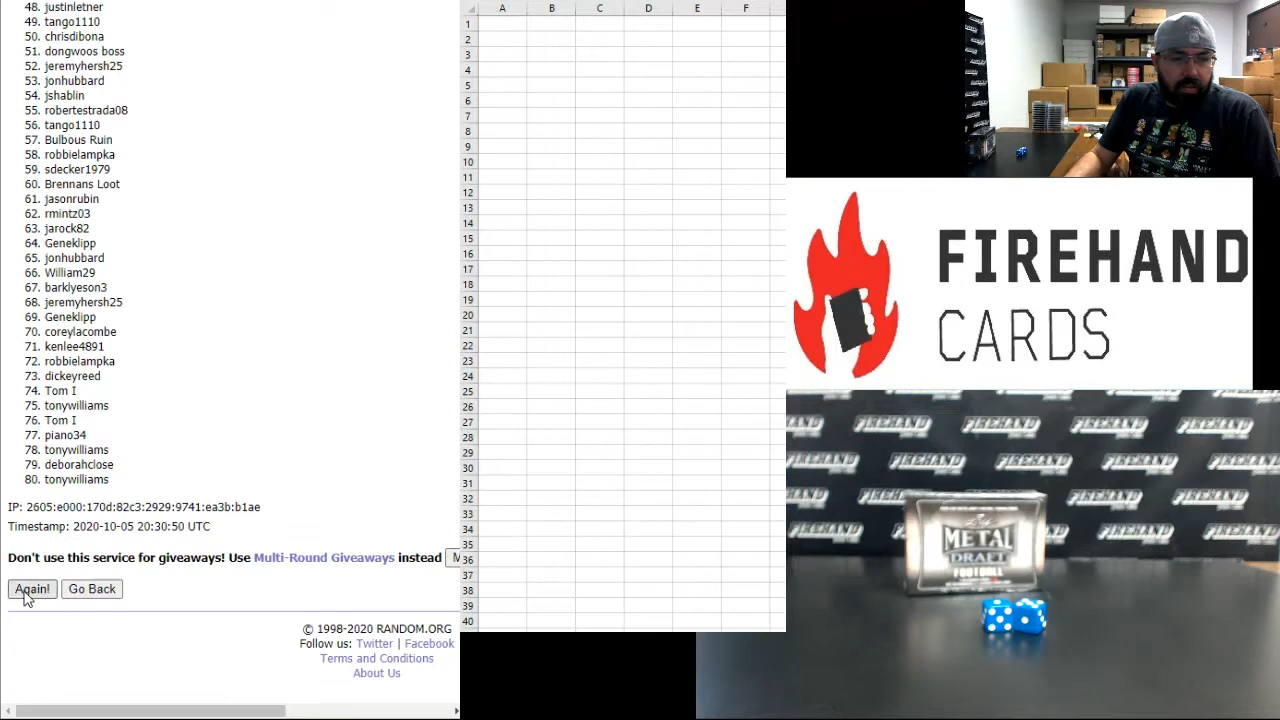 48. justinletner
49. tango1110
50. chrisdibona
51. dongwoos boss
52. jeremyhersh25
53. jonhubbard
54. jshablin
55. robertestrada08
56. tango1110
57. Bulbous Ruin
58. robbielampka
59. sdecker1979
60. Brennans Loot
61. jasonrubin
62. rmintz03
63. jarock82
64. Geneklipp
65. jonhubbard
66. William29
67. barklyeson3
68. jeremyhersh25
69. Geneklipp
70. coreylacombe
71. kenlee4891
72. robbielampka
73. dickeyreed
74. Tom I
75. tonywilliams
76. Tom I
77. piano34
78. tonywilliams
79. deborahclose
80. tonywilliams
IP: 2605:e000:170d:82c3:2929:9741:ea3b:b1ae
Timestamp: 2020-10-05 20:30:50 UTC
Don't use this service for giveaways! Use Multi-Round Giveaways instead
Again! Go Back
© 1998-2020 RANDOM.ORG
Follow us: Twitter | Facebook
Terms and Conditions
About Us
A B C D E F
1
2
3
4
5
6
7
8
9
10
11
12
13
14
15
16
17
18
19
20
21
22
23
24
25
26
27
28
29
30
31
32
33
34
35
36
37
38
39
40
FIREHAND
CARDS
FIREHAND FIREHAND FIREHAND FIREHAND
METAL
DRAFT
FOOTBALL